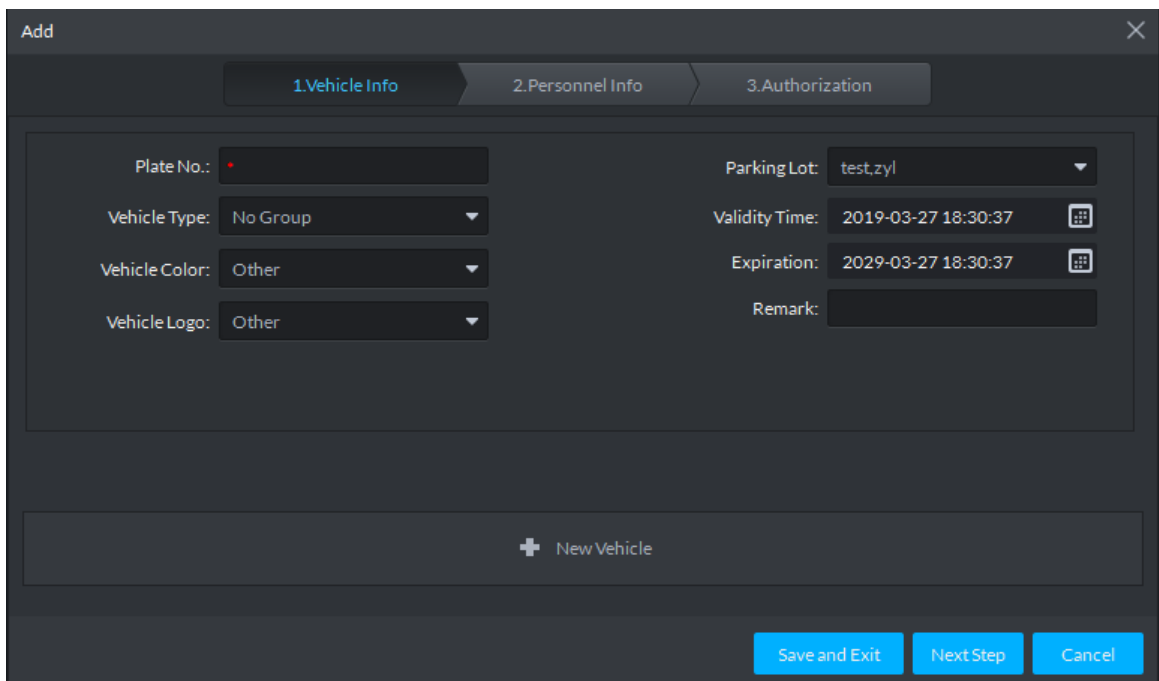 Add
1.Vehicle Info 2.Personnel Info 3.Authorization
Plate No.: * Parking Lot: test,zyl
Vehicle Type: No Group Validity Time: 2019-03-27 18:30:37
Vehicle Color: Other Expiration: 2029-03-27 18:30:37
Vehicle Logo: Other Remark:
New Vehicle
Save and Exit Next Step Cancel